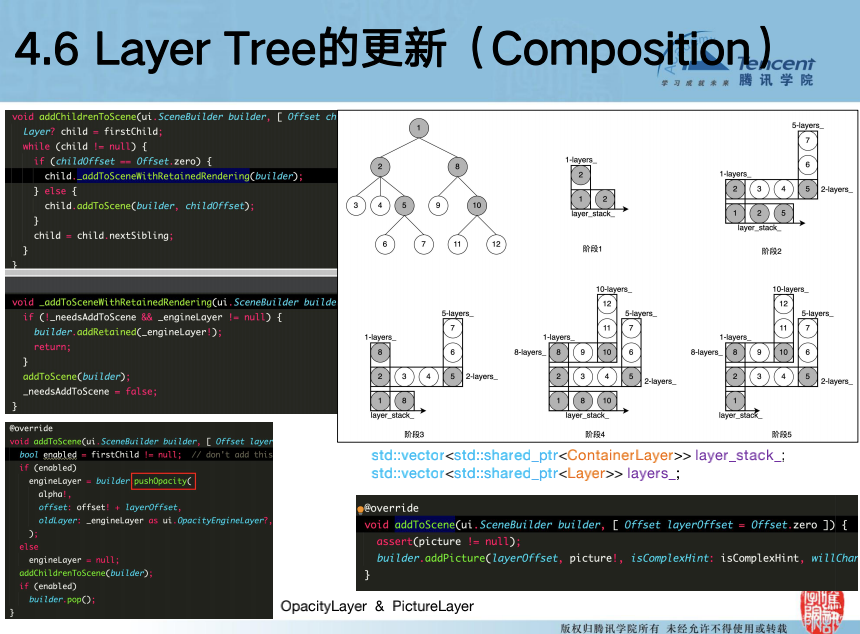 4.6 Layer Tree的更新（Composition）
Tencent
腾讯学院
学习成就未来
void addChildrenToScene(ui.SceneBuilder builder, [ Offset ch
Layer? child = firstChild;
while (child != null) {
if (childOffset == Offset.zero) {
child._addToSceneWithRetainedRendering(builder);
} else {
child.addToScene(builder, childOffset);
}
child = child.nextSibling;
}
}
void _addToSceneWithRetainedRendering(ui.SceneBuilder builde
if (!_needsAddToScene && _engineLayer != null) {
builder.addRetained(_engineLayer!);
return;
}
addToScene(builder);
_needsAddToScene = false;
}
@override
void addToScene(ui.SceneBuilder builder, [ Offset layer
bool enabled = firstChild != null;  // don't add this
if (enabled)
engineLayer = builder.pushOpacity(
alpha!,
offset: offset! + layerOffset,
oldLayer: _engineLayer as ui.OpacityEngineLayer?,
);
else
engineLayer = null;
addChildrenToScene(builder);
if (enabled)
builder.pop();
}
1
2 8
3 4 5 9 10
6 7 11 12
1-layers_
2
1 2
layer_stack_
阶段1
5-layers_
7
6
1-layers_
2 3 4 5 2-layers_
1 2 5
layer_stack_
阶段2
5-layers_
7
1-layers_
8 6
2 3 4 5 2-layers_
1 8
layer_stack_
阶段3
10-layers_
12
5-layers_
11 7
1-layers_
8-layers_ 8 9 10 6
2 3 4 5 2-layers_
1 8 10
layer_stack_
阶段4
10-layers_
12
5-layers_
11 7
1-layers_
8-layers_ 8 9 10 6
2 3 4 5 2-layers_
1
layer_stack_
阶段5
std::vector<std::shared_ptr<ContainerLayer>> layer_stack_;
std::vector<std::shared_ptr<Layer>> layers_;
@override
void addToScene(ui.SceneBuilder builder, [ Offset layerOffset = Offset.zero ]) {
assert(picture != null);
builder.addPicture(layerOffset, picture!, isComplexHint: isComplexHint, willChan
}
OpacityLayer & PictureLayer
版权归腾讯学院所有 未经允许不得使用或转载